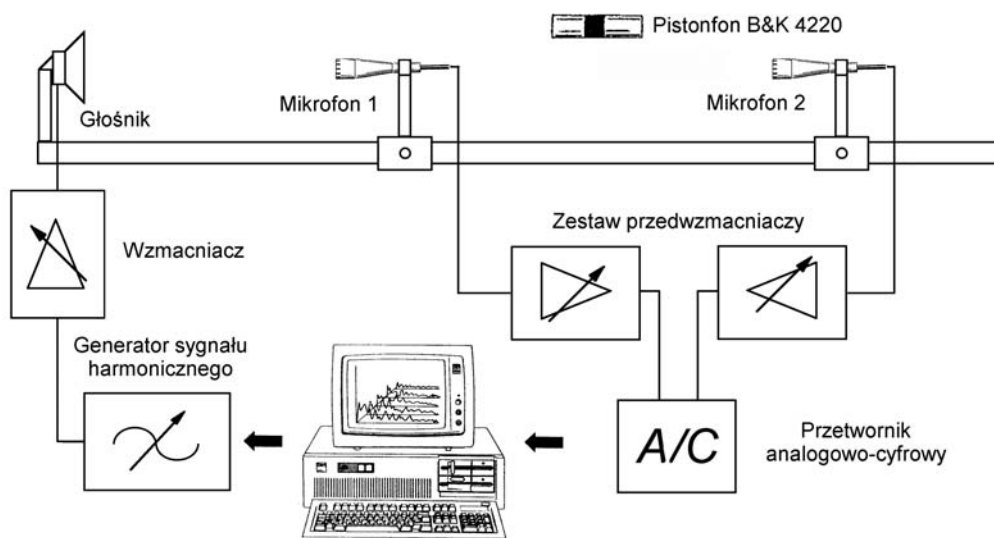 Pistonfon B&K 4220
Głośnik
Mikrofon 1
Mikrofon 2
Wzmacniacz
Zestaw przedwzmacniaczy
Generator sygnału
harmonicznego
A/C
Przetwornik
analogowo-cyfrowy